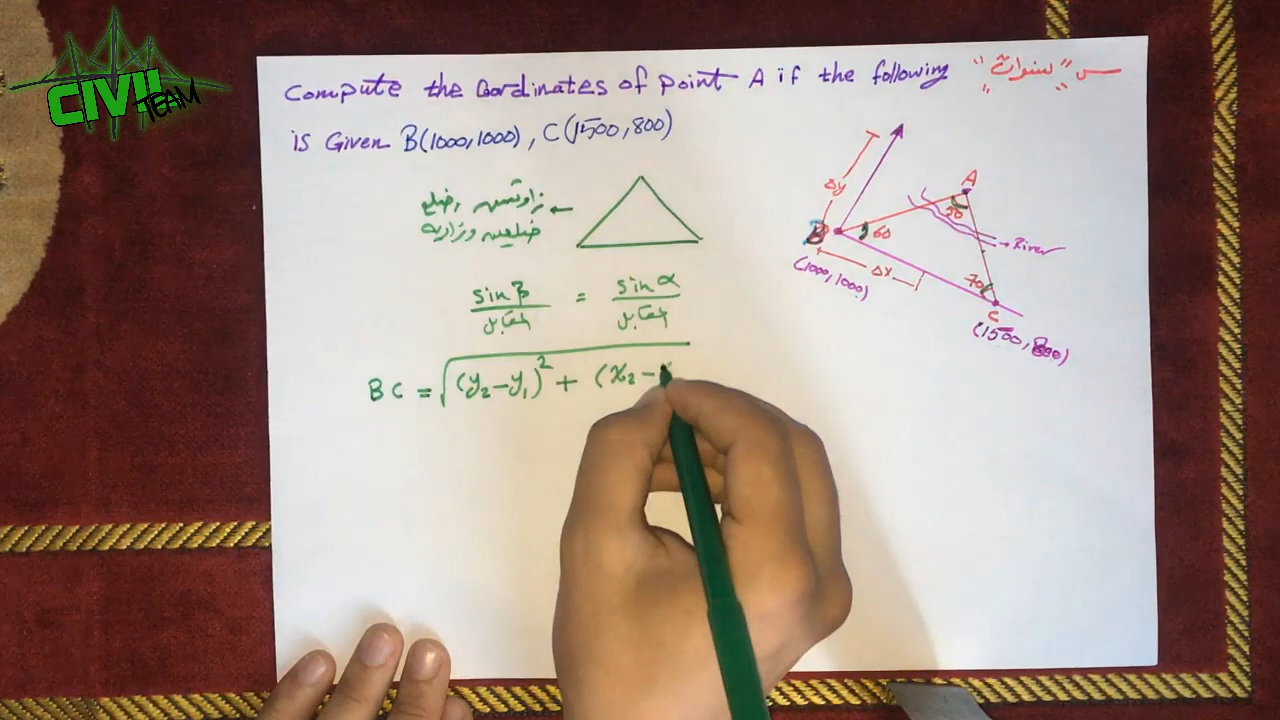 CIVIL
TEAM
Compute the Coordinates of Point A if the following
is Given B(1000,1000) , C(1500,800)
س "سنوات"
زاويتين وضلع
ضلعين وزاوية
sin β / المقابل = sin α / المقابل
BC = √(y₂-y₁)² + (x₂-
Δy
A
50
B
60
River
(1000,1000)
Δx
70
C
(1500,800)